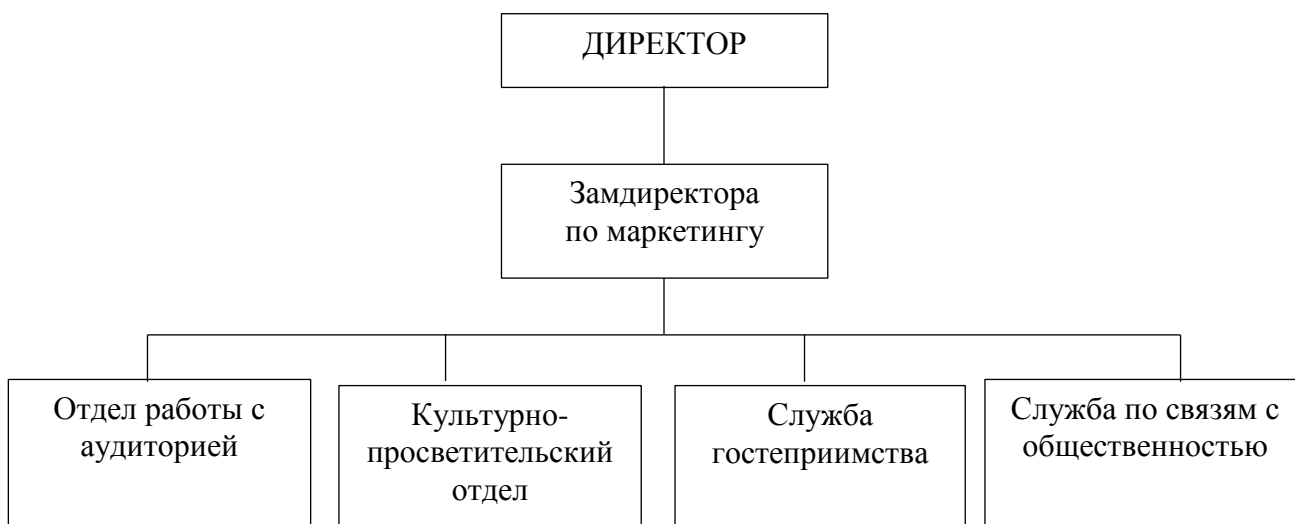 ДИРЕКТОР
Замдиректора
по маркетингу
Отдел работы с
аудиторией
Культурно-
просветительский
отдел
Служба
гостеприимства
Служба по связям с
общественностью